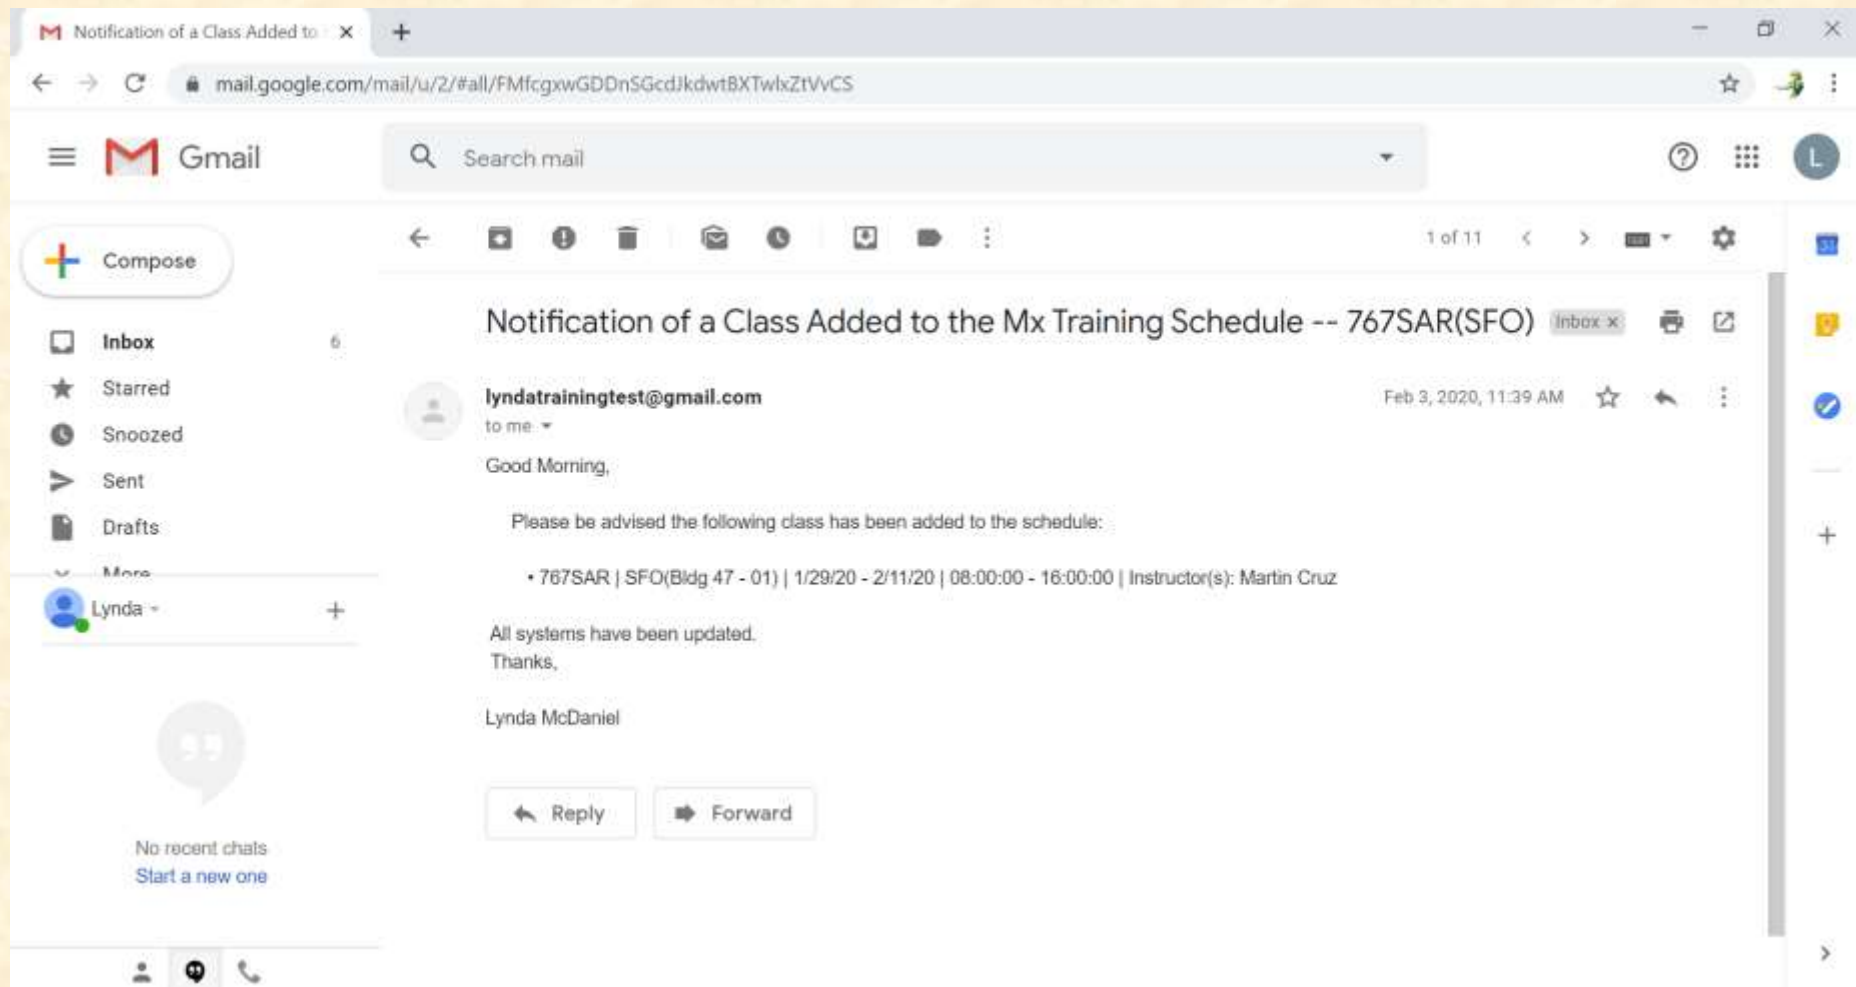 Notification of a Class Added to
mail.google.com/mail/u/2/#all/FMfcgxwGDDnSGcdJkdwtBXTwlxZtVvCS
Gmail
Search mail
L
Compose
1 of 11
31
Notification of a Class Added to the Mx Training Schedule -- 767SAR(SFO)
Inbox x
Inbox 6
Starred
Snoozed
Sent
Drafts
More
lyndatrainingtest@gmail.com
Feb 3, 2020, 11:39 AM
to me
Good Morning,
Please be advised the following class has been added to the schedule:
• 767SAR | SFO(Bldg 47 - 01) | 1/29/20 - 2/11/20 | 08:00:00 - 16:00:00 | Instructor(s): Martin Cruz
All systems have been updated.
Thanks,
Lynda McDaniel
Reply
Forward
Lynda
No recent chats
Start a new one